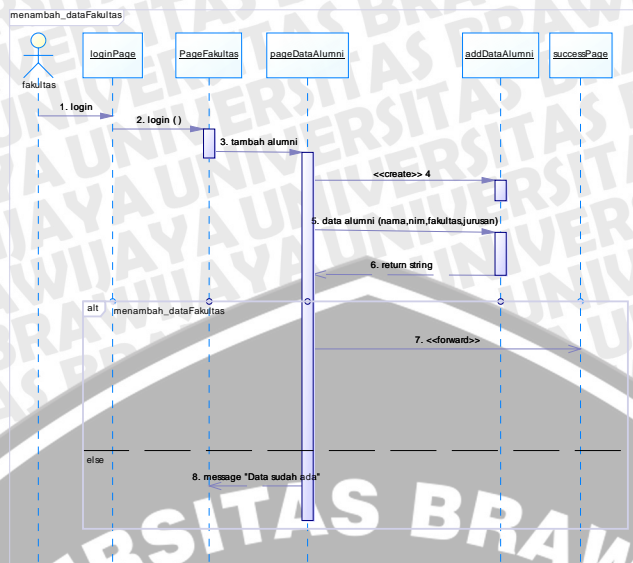 menambah_dataFakultas
loginPage
PageFakultas
pageDataAlumni
addDataAlumni
successPage
fakultas
1. login
2. login ( )
3. tambah alumni
<<create>> 4
5. data alumni (nama,nim,fakultas,jurusan)
6. return string
alt
menambah_dataFakultas
7. <<forward>>
else
8. message "Data sudah ada"